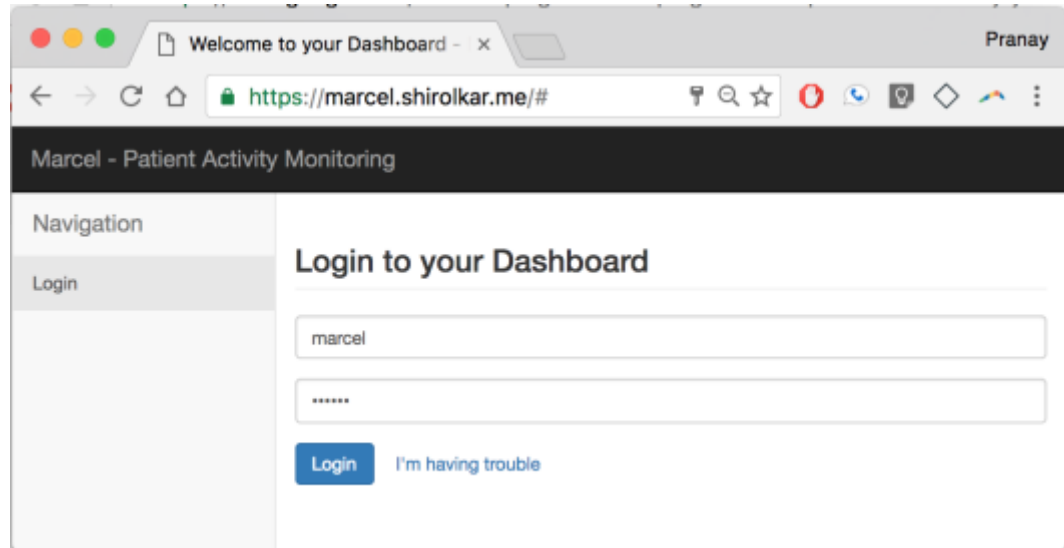 Welcome to your Dashboard -
Pranay
https://marcel.shirolkar.me/#
Marcel - Patient Activity Monitoring
Navigation
Login
Login to your Dashboard
marcel
••••••
Login
I'm having trouble